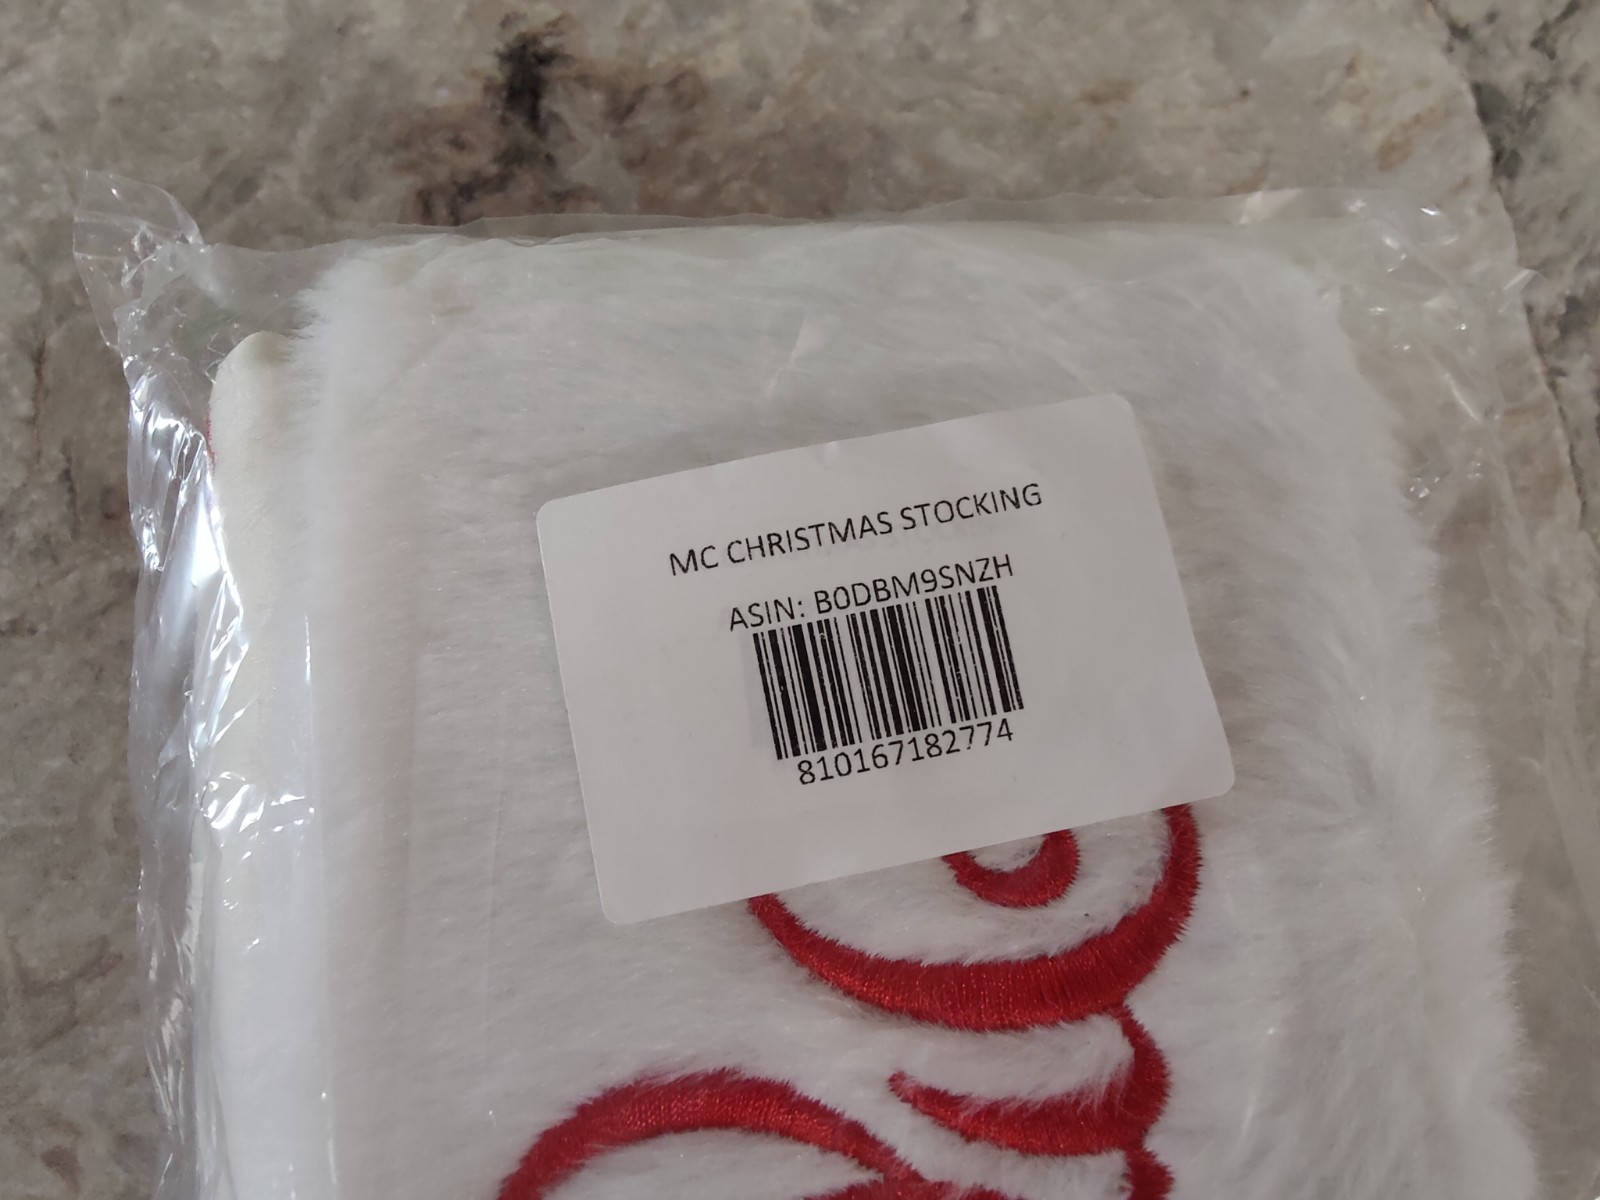 MC CHRISTMAS STOCKING
ASIN: B0DBM9SNZH
810167182774